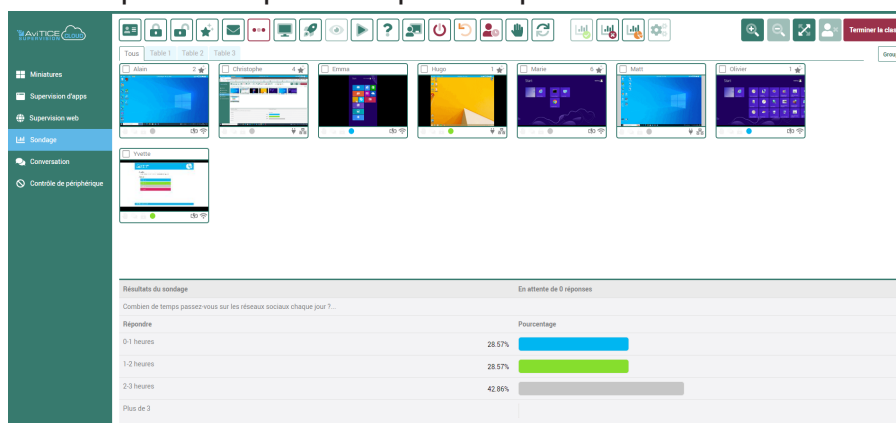 AViTICE
SUPERVISION CLOUD
Terminer la clas
Tous Table 1 Table 2 Table 3
Group
Miniatures
Supervision d'apps
Supervision web
Sondage
Conversation
Contrôle de périphérique
Alain 2
Christophe 4
Emma
Hugo 1
Marie 5
Matt
Olivier 1
Yvette
Résultats du sondage En attente de 0 réponses
Combien de temps passez-vous sur les réseaux sociaux chaque jour ?...
Répondre Pourcentage
0-1 heures 28.57%
1-2 heures 28.57%
2-3 heures 42.86%
Plus de 3